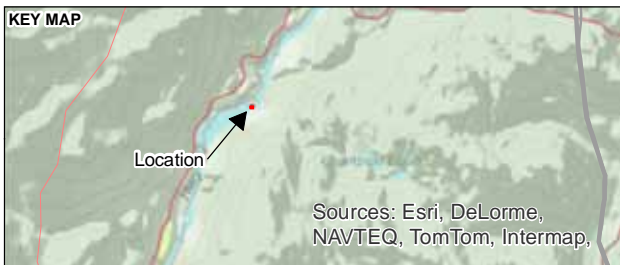 KEY MAP
Location
Sources: Esri, DeLorme,
NAVTEQ, TomTom, Intermap,